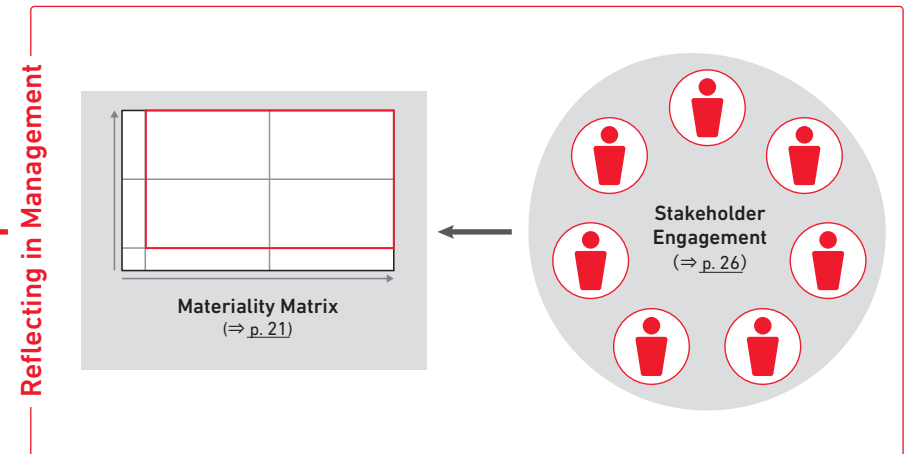 Reflecting in Management
Materiality Matrix
(⇒ p. 21)
Stakeholder
Engagement
(⇒ p. 26)